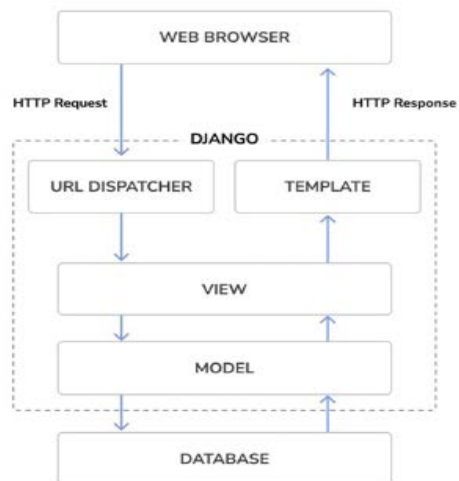 WEB BROWSER
HTTP Request
HTTP Response
DJANGO
URL DISPATCHER
TEMPLATE
VIEW
MODEL
DATABASE